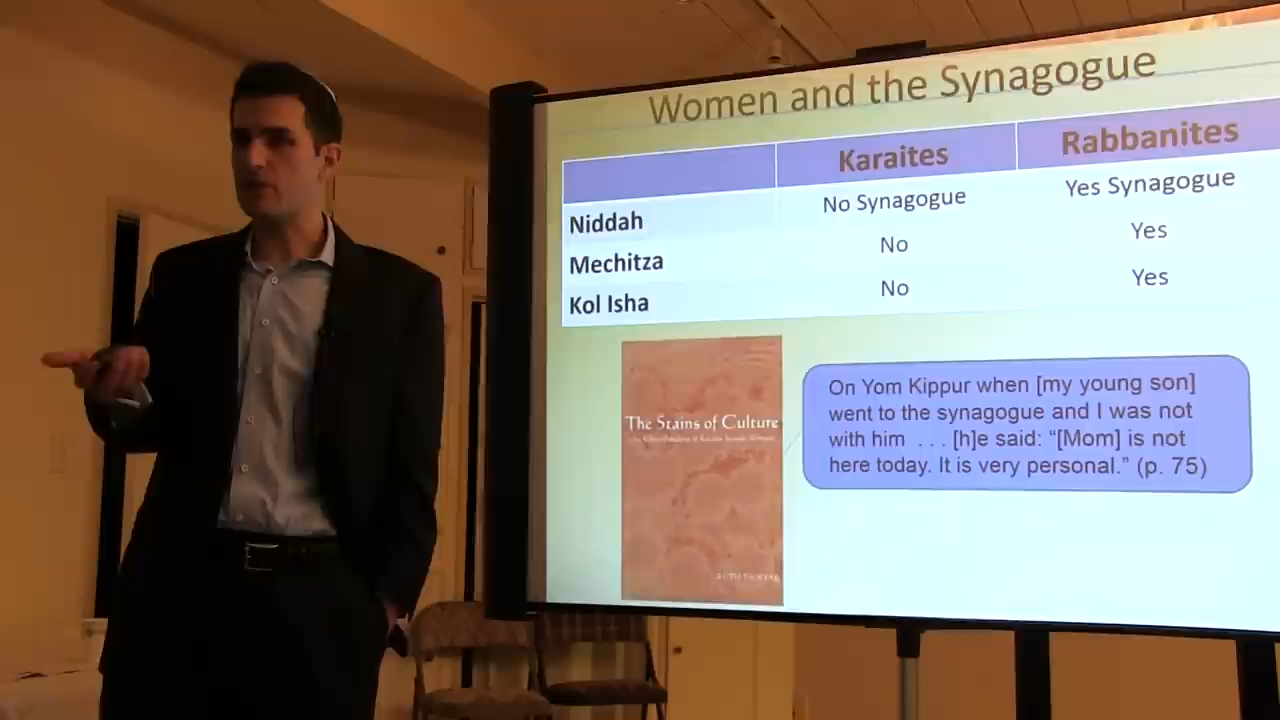 Women and the Synagogue
Karaites Rabbanites
Niddah No Synagogue Yes Synagogue
Mechitza No Yes
Kol Isha No Yes
The Stains of Culture
On Yom Kippur when [my young son]
went to the synagogue and I was not
with him . . . [h]e said: “[Mom] is not
here today. It is very personal.” (p. 75)